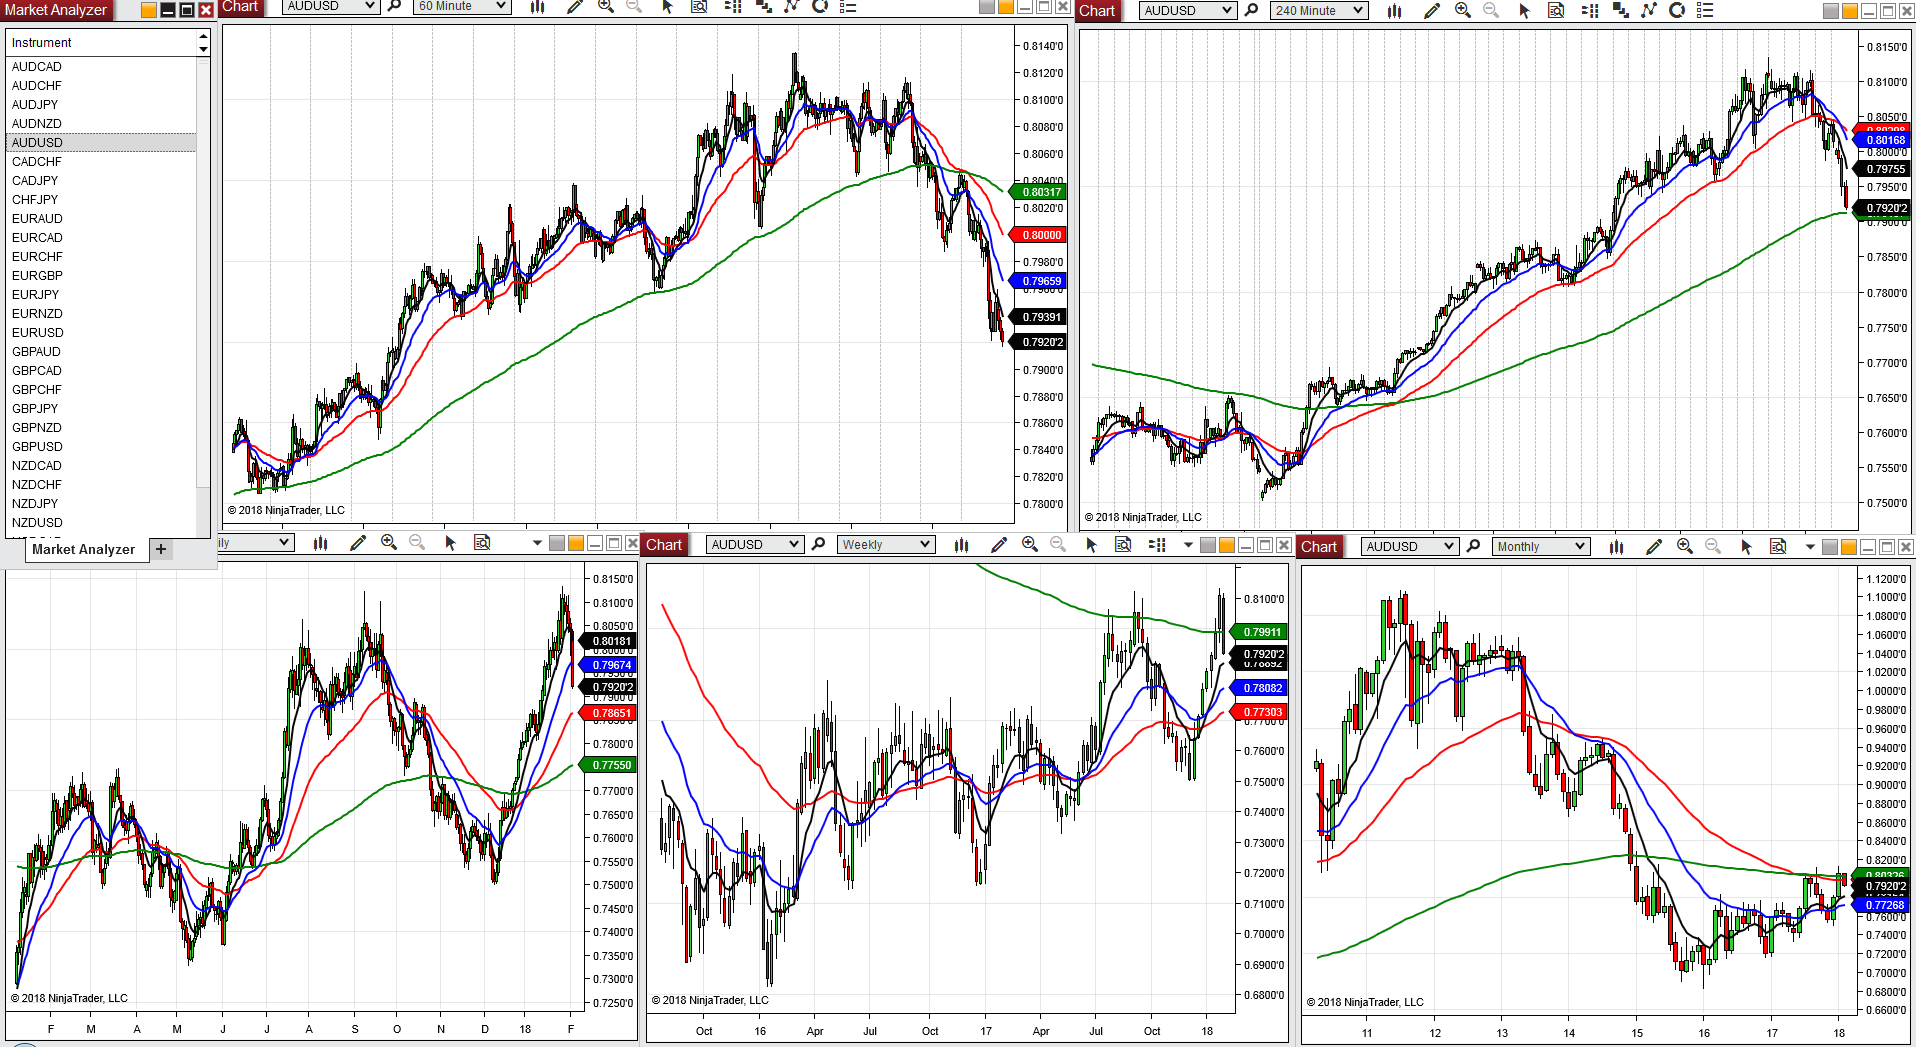 Market Analyzer
Instrument
AUDCAD
AUDCHF
AUDJPY
AUDNZD
AUDUSD
CADCHF
CADJPY
CHFJPY
EURAUD
EURCAD
EURCHF
EURGBP
EURJPY
EURNZD
EURUSD
GBPAUD
GBPCAD
GBPCHF
GBPJPY
GBPNZD
GBPUSD
NZDCAD
NZDCHF
NZDJPY
NZDUSD
Market Analyzer +
Chart AUDUSD 60 Minute
0.8140'0
0.8120'0
0.8100'0
0.8080'0
0.8060'0
0.8040'0
0.80317
0.8020'0
0.80000
0.7980'0
0.79659
0.79391
0.7920'2
0.7900'0
0.7880'0
0.7860'0
0.7840'0
0.7820'0
0.7800'0
© 2018 NinjaTrader, LLC
Chart AUDUSD 240 Minute
0.8150'0
0.8100'0
0.8050'0
0.80168
0.8000'0
0.79755
0.7950'0
0.7920'2
0.7850'0
0.7800'0
0.7750'0
0.7700'0
0.7650'0
0.7600'0
0.7550'0
0.7500'0
© 2018 NinjaTrader, LLC
ily
0.8150'0
0.8100'0
0.8050'0
0.80181
0.79674
0.7920'2
0.78651
0.7800'0
0.77550
0.7700'0
0.7650'0
0.7600'0
0.7550'0
0.7500'0
0.7450'0
0.7400'0
0.7350'0
0.7300'0
0.7250'0
© 2018 NinjaTrader, LLC
F M A M J J A S O N D 18 F
Chart AUDUSD Weekly
0.8100'0
0.79911
0.7920'2
0.78082
0.77303
0.7700'0
0.7600'0
0.7500'0
0.7400'0
0.7300'0
0.7200'0
0.7100'0
0.7000'0
0.6900'0
0.6800'0
© 2018 NinjaTrader, LLC
Oct 16 Apr Jul Oct 17 Apr Jul Oct 18
Chart AUDUSD Monthly
1.1200'0
1.1000'0
1.0800'0
1.0600'0
1.0400'0
1.0200'0
1.0000'0
0.9800'0
0.9600'0
0.9400'0
0.9200'0
0.9000'0
0.8800'0
0.8600'0
0.8400'0
0.8200'0
0.7920'2
0.77268
0.7600'0
0.7400'0
0.7200'0
0.7000'0
0.6800'0
0.6600'0
© 2018 NinjaTrader, LLC
11 12 13 14 15 16 17 18